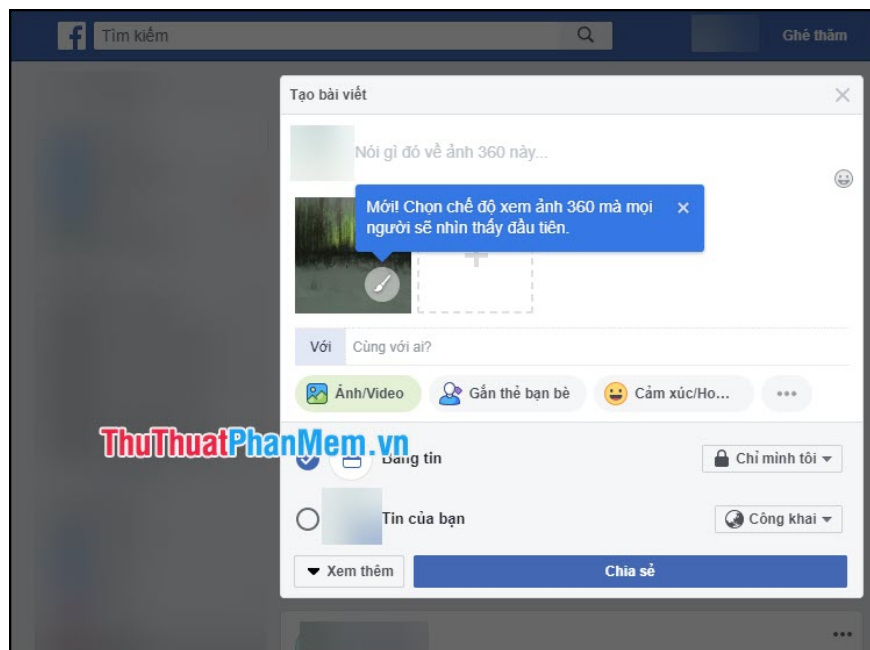 f
Tìm kiếm
Ghé thăm
Tạo bài viết
Nói gì đó về ảnh 360 này...
Mới! Chọn chế độ xem ảnh 360 mà mọi
người sẽ nhìn thấy đầu tiên.
Với Cùng với ai?
Ảnh/Video Gắn thẻ bạn bè Cảm xúc/Ho...
ThuThuatPhanMem.vn
Bảng tin Chỉ mình tôi
Tin của bạn Công khai
Xem thêm Chia sẻ